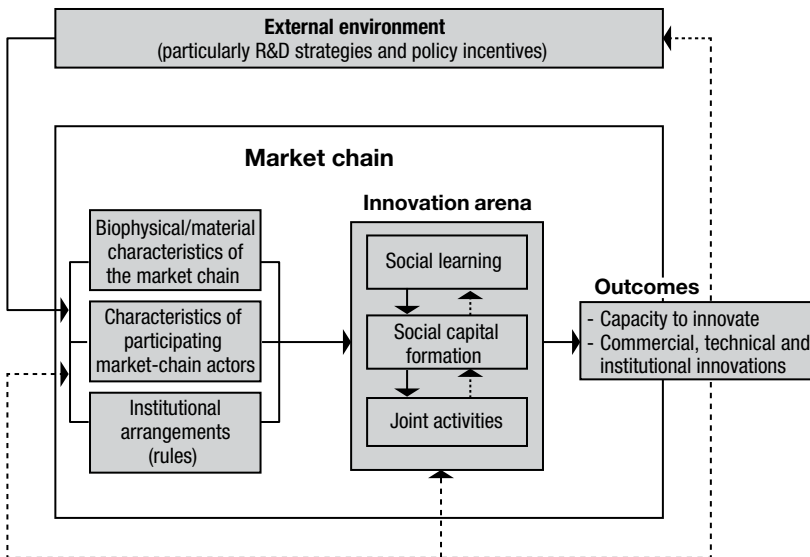 External environment
(particularly R&D strategies and policy incentives)
Market chain
Biophysical/material
characteristics of
the market chain
Characteristics of
participating
market-chain actors
Institutional
arrangements
(rules)
Innovation arena
Social learning
Social capital
formation
Joint activities
Outcomes
- Capacity to innovate
- Commercial, technical and
institutional innovations